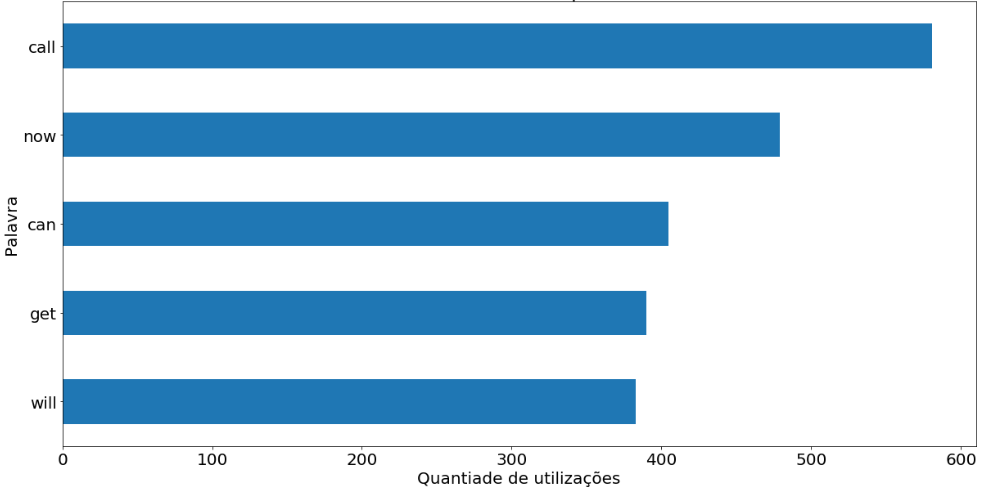 call
now
can
get
will
Palavra
0 100 200 300 400 500 600
Quantiade de utilizações